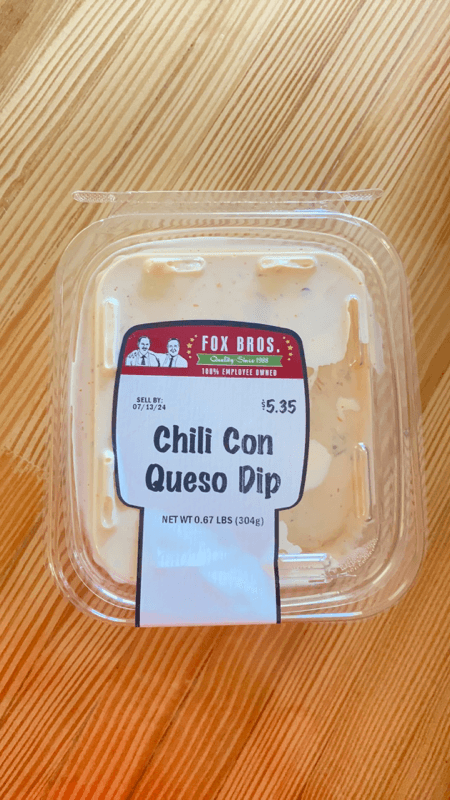 FOX BROS.
Quality Since 1985
100% EMPLOYEE OWNED
SELL BY:
07/13/24
$5.35
Chili Con
Queso Dip
NET WT 0.67 LBS (304g)